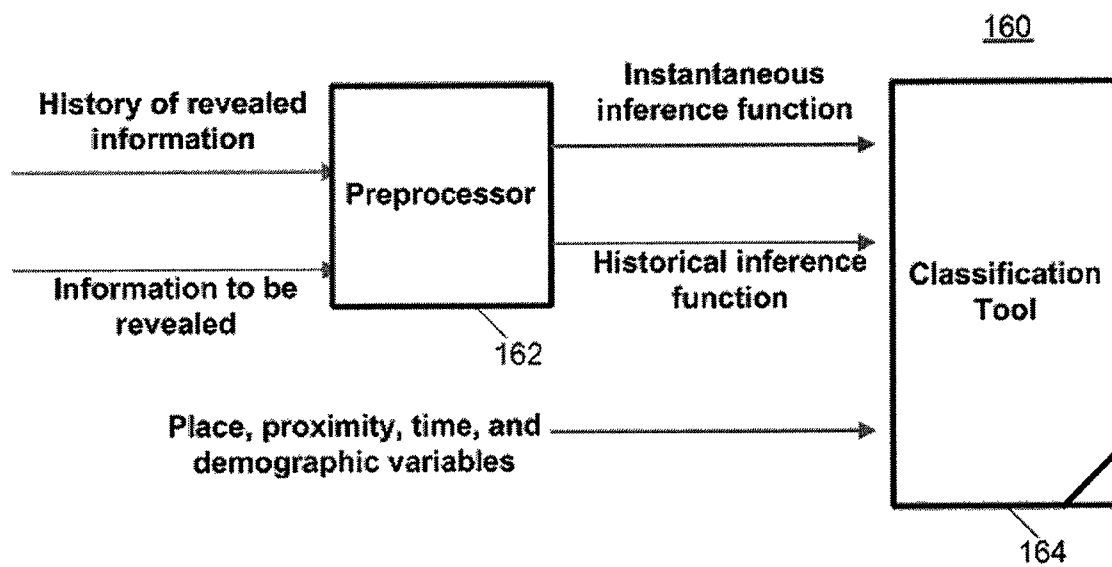 160
History of revealed
information
Instantaneous
inference function
Preprocessor
Information to be
revealed
Historical inference
function
Classification
Tool
162
Place, proximity, time, and
demographic variables
164